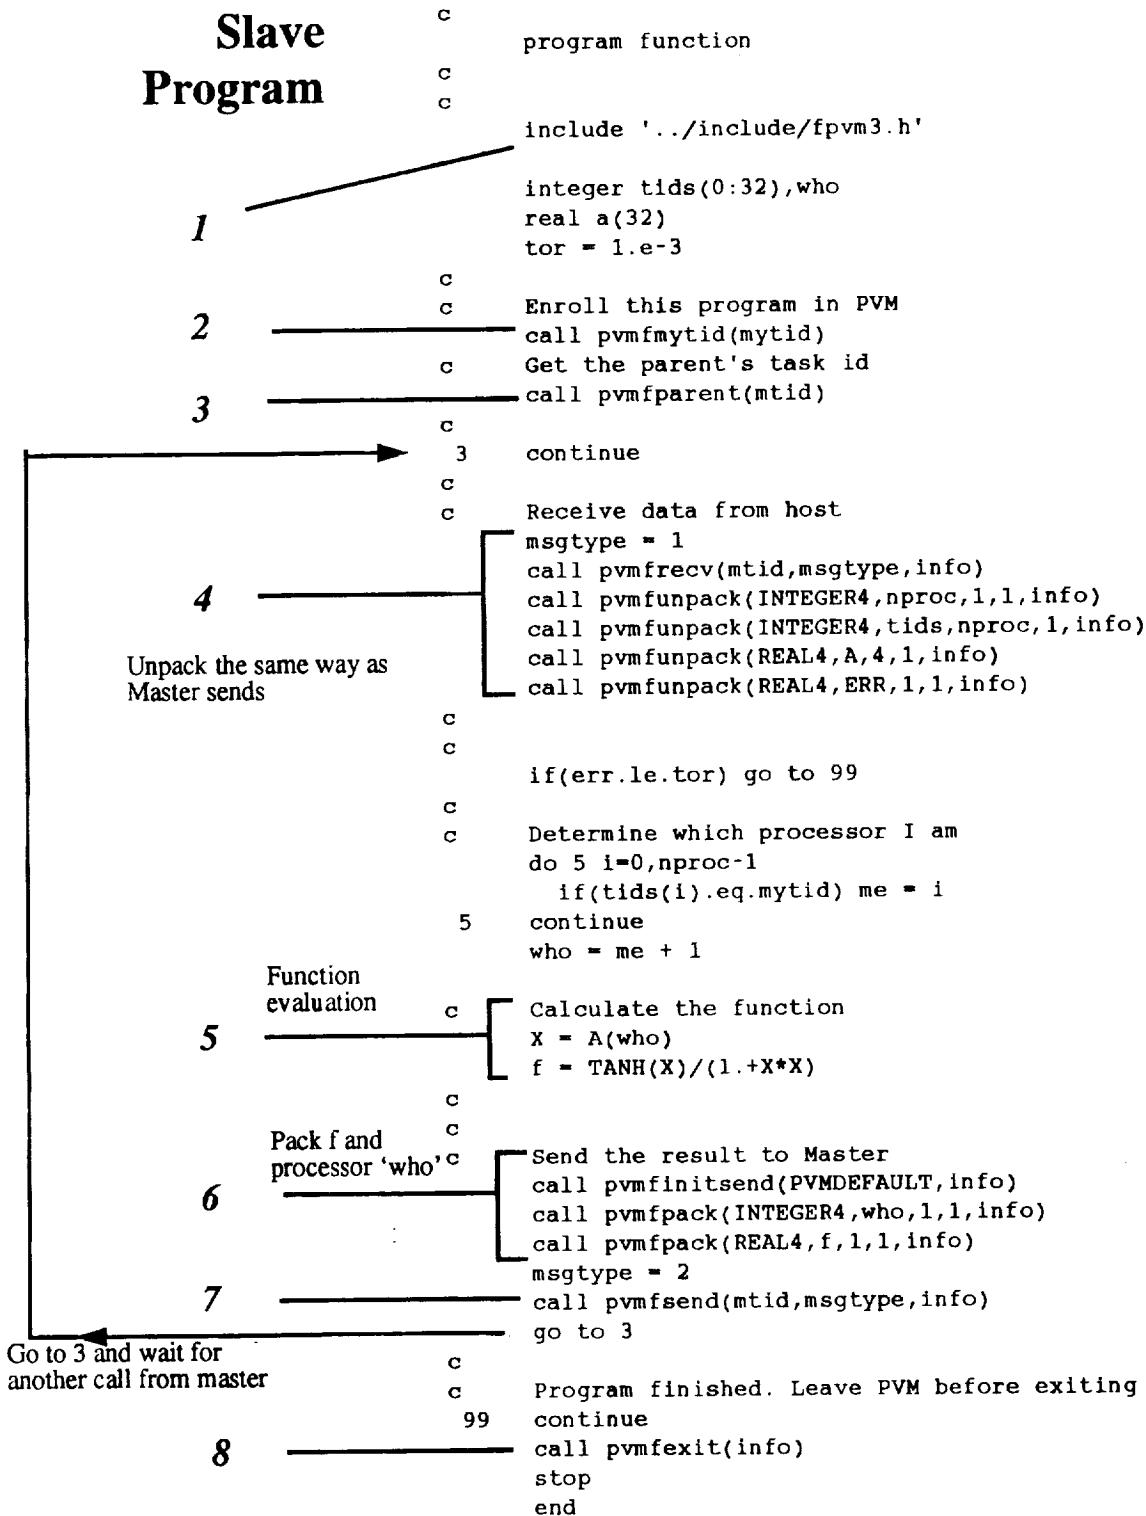 Slave
Program
c
program function
c
c
include '../include/fpvm3.h'
1
integer tids(0:32),who
real a(32)
tor = 1.e-3
c
c Enroll this program in PVM
2
call pvmfmytid(mytid)
c Get the parent's task id
3
call pvmfparent(mtid)
c
3 continue
c
c Receive data from host
msgtype = 1
call pvmfrecv(mtid,msgtype,info)
4
call pvmfunpack(INTEGER4,nproc,1,1,info)
call pvmfunpack(INTEGER4,tids,nproc,1,info)
call pvmfunpack(REAL4,A,4,1,info)
call pvmfunpack(REAL4,ERR,1,1,info)
Unpack the same way as
Master sends
c
c
if(err.le.tor) go to 99
c
c Determine which processor I am
do 5 i=0,nproc-1
if(tids(i).eq.mytid) me = i
5 continue
who = me + 1
Function
evaluation
5
c Calculate the function
X = A(who)
f = TANH(X)/(1.+X*X)
c
c
Pack f and
processor 'who'
6
c Send the result to Master
call pvmfinitsend(PVMDEFAULT,info)
call pvmfpack(INTEGER4,who,1,1,info)
call pvmfpack(REAL4,f,1,1,info)
msgtype = 2
7
call pvmfsend(mtid,msgtype,info)
go to 3
Go to 3 and wait for
another call from master
c
c Program finished. Leave PVM before exiting
99 continue
8
call pvmfexit(info)
stop
end